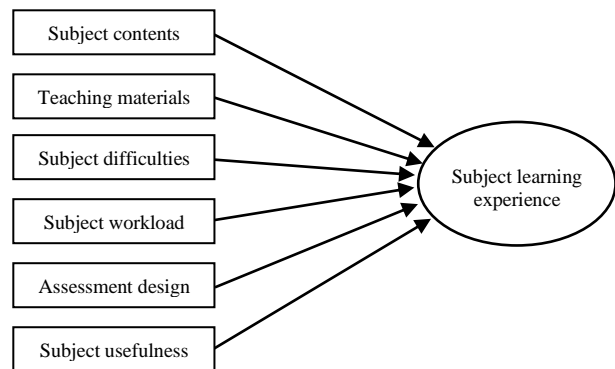 Subject contents
Teaching materials
Subject difficulties
Subject workload
Assessment design
Subject usefulness
Subject learning
experience